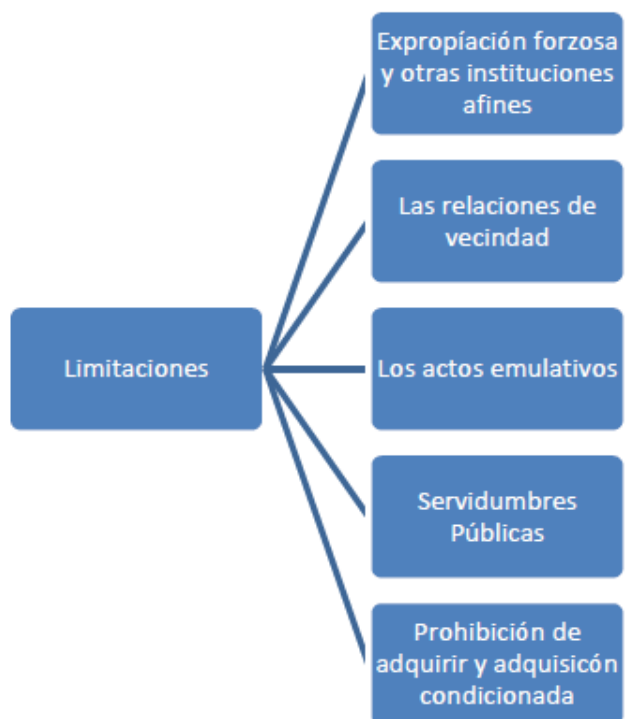 Expropíación forzosa
y otras instituciones
afines
Las relaciones de
vecindad
Limitaciones
Los actos emulativos
Servidumbres
Públicas
Prohibición de
adquirir y adquisicón
condicionada